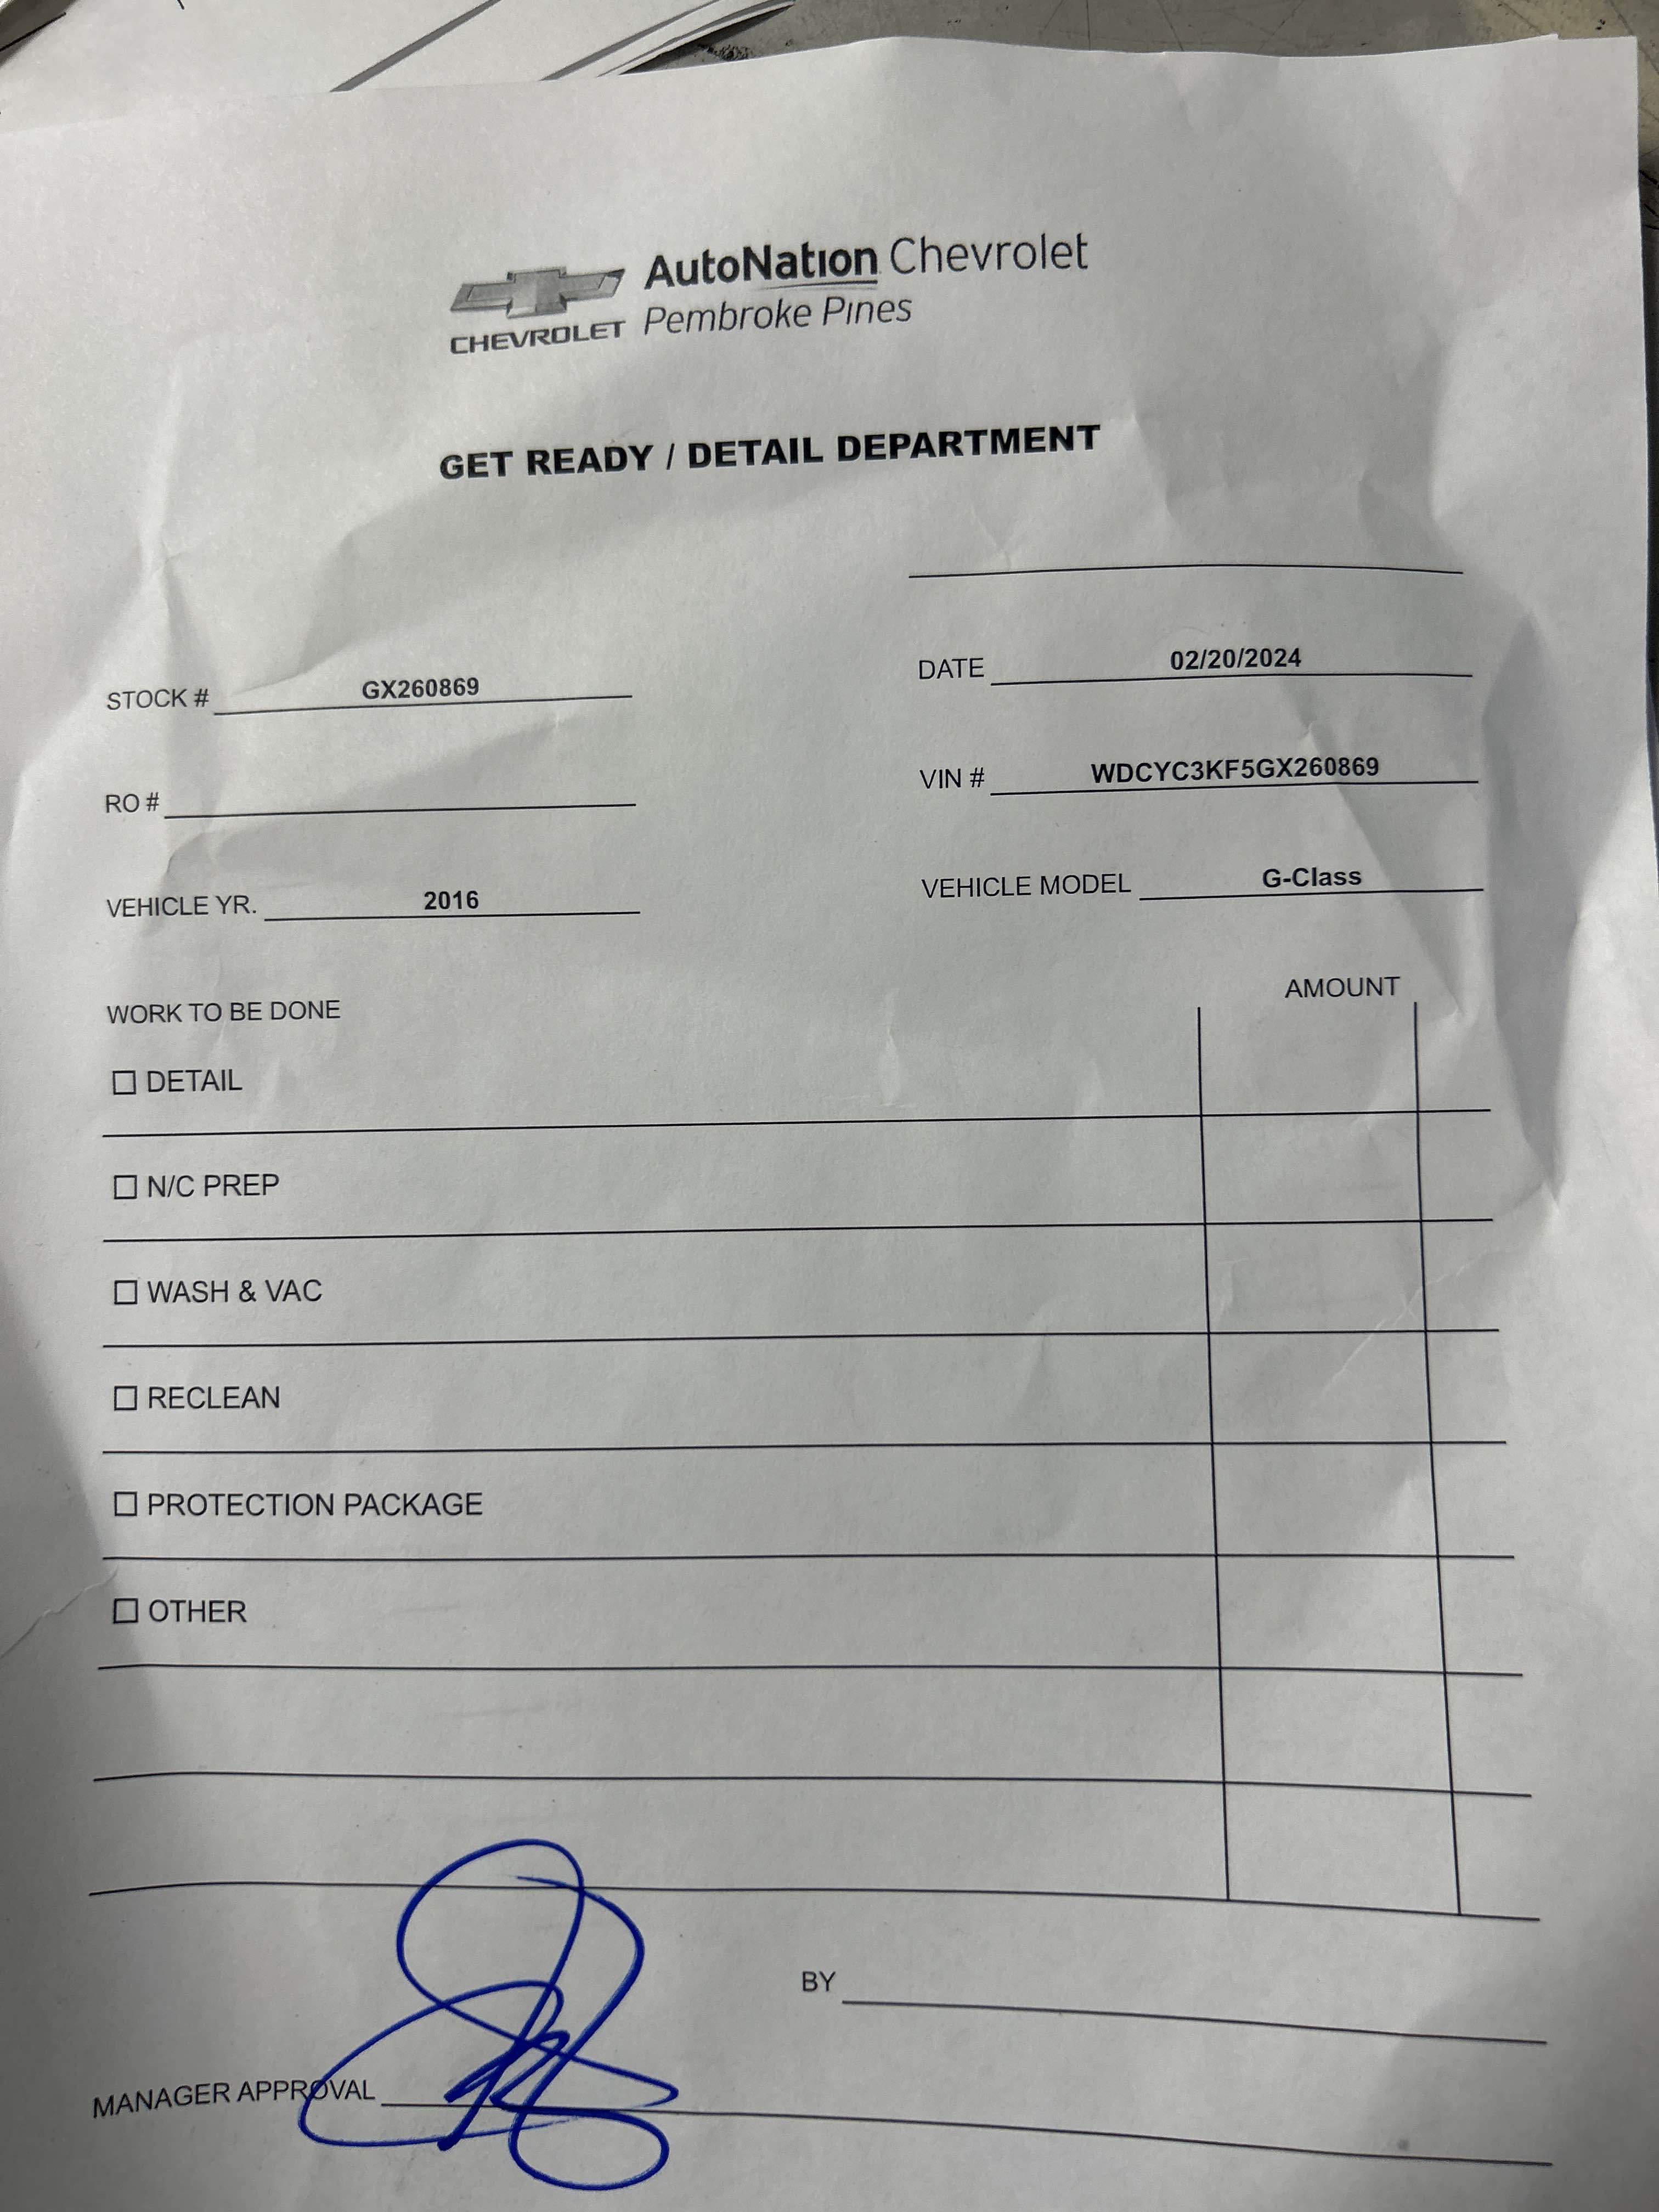 AutoNation Chevrolet
CHEVROLET Pembroke Pines
GET READY / DETAIL DEPARTMENT
STOCK # GX260869 DATE 02/20/2024
RO # VIN # WDCYC3KF5GX260869
VEHICLE YR. 2016 VEHICLE MODEL G-Class
WORK TO BE DONE AMOUNT
☐ DETAIL
☐ N/C PREP
☐ WASH & VAC
☐ RECLEAN
☐ PROTECTION PACKAGE
☐ OTHER
BY
MANAGER APPROVAL